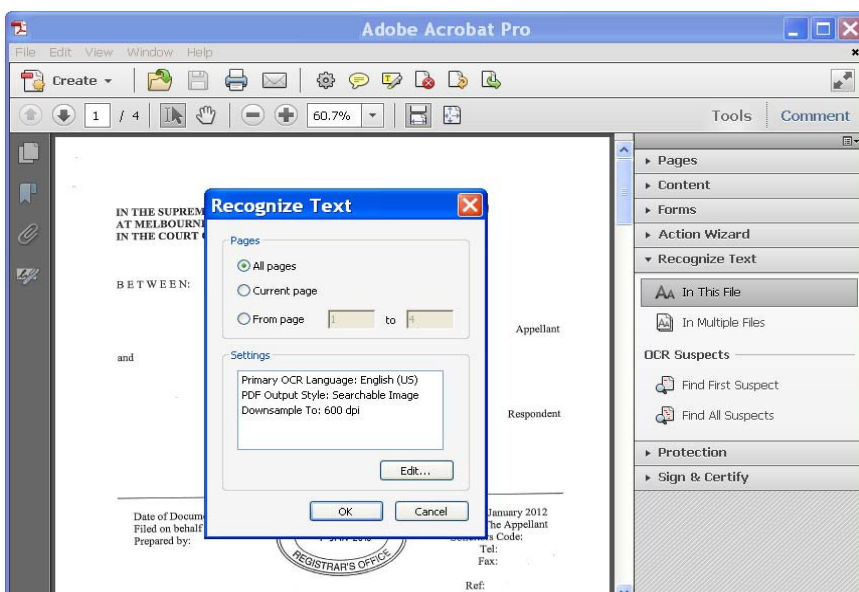 Adobe Acrobat Pro
File Edit View Window Help
Create
1 / 4 60.7% Tools Comment
IN THE SUPREM
AT MELBOURN
IN THE COURT
BETWEEN:
Appellant
and
Respondent
Date of Docum
Filed on behalf
Prepared by:
January 2012
The Appellant
Code:
Tel:
Fax:
Ref:
REGISTRAR'S OFFICE
Recognize Text
Pages
All pages
Current page
From page 1 to 4
Settings
Primary OCR Language: English (US)
PDF Output Style: Searchable Image
Downsample To: 600 dpi
Edit...
OK Cancel
Pages
Content
Forms
Action Wizard
Recognize Text
In This File
In Multiple Files
OCR Suspects
Find First Suspect
Find All Suspects
Protection
Sign & Certify